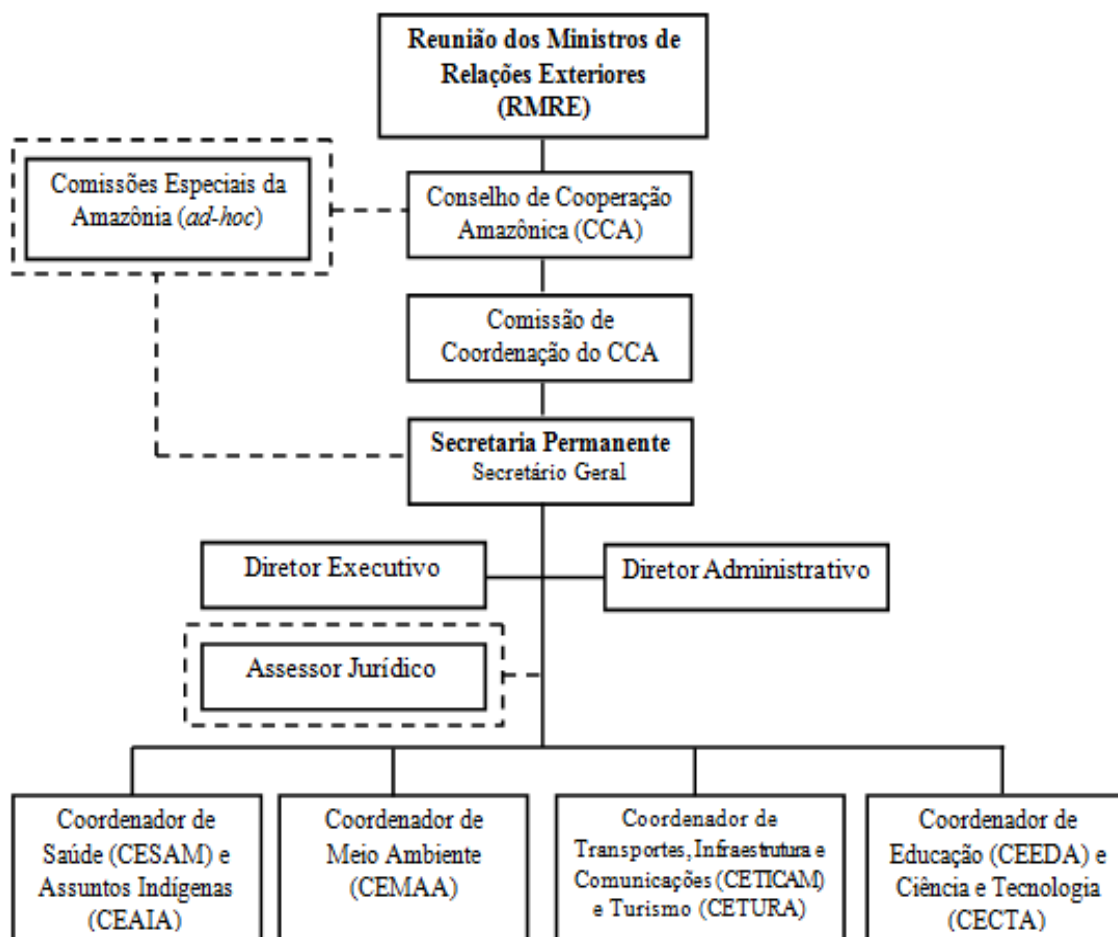 Reunião dos Ministros de
Relações Exteriores
(RMRE)
Comissões Especiais da
Amazônia (ad-hoc)
Conselho de Cooperação
Amazônica (CCA)
Comissão de
Coordenação do CCA
Secretaria Permanente
Secretário Geral
Diretor Executivo
Diretor Administrativo
Assessor Jurídico
Coordenador de
Saúde (CESAM) e
Assuntos Indígenas
(CEAIA)
Coordenador de
Meio Ambiente
(CEMAA)
Coordenador de
Transportes, Infraestrutura e
Comunicações (CETICAM)
e Turismo (CETURA)
Coordenador de
Educação (CEEDA) e
Ciência e Tecnologia
(CECTA)